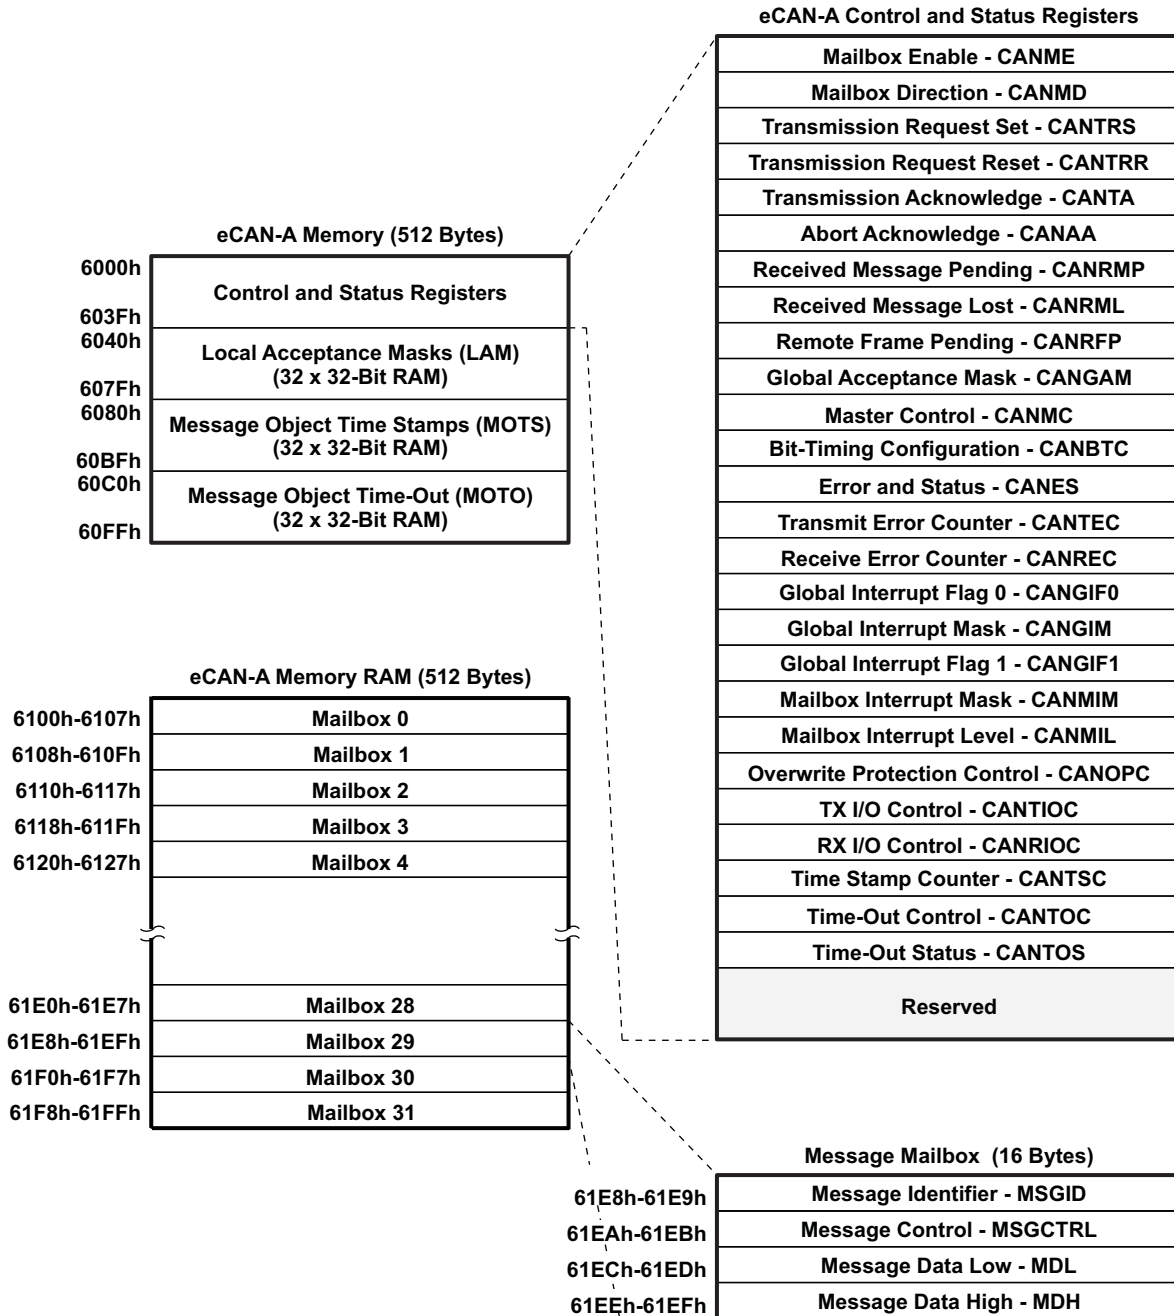 eCAN-A Control and Status Registers
Mailbox Enable - CANME
Mailbox Direction - CANMD
Transmission Request Set - CANTRS
Transmission Request Reset - CANTRR
Transmission Acknowledge - CANTA
Abort Acknowledge - CANAA
Received Message Pending - CANRMP
Received Message Lost - CANRML
Remote Frame Pending - CANRFP
Global Acceptance Mask - CANGAM
Master Control - CANMC
Bit-Timing Configuration - CANBTC
Error and Status - CANES
Transmit Error Counter - CANTEC
Receive Error Counter - CANREC
Global Interrupt Flag 0 - CANGIF0
Global Interrupt Mask - CANGIM
Global Interrupt Flag 1 - CANGIF1
Mailbox Interrupt Mask - CANMIM
Mailbox Interrupt Level - CANMIL
Overwrite Protection Control - CANOPC
TX I/O Control - CANTIOC
RX I/O Control - CANRIOC
Time Stamp Counter - CANTSC
Time-Out Control - CANTOC
Time-Out Status - CANTOS
Reserved
eCAN-A Memory (512 Bytes)
6000h
Control and Status Registers
603Fh
6040h
Local Acceptance Masks (LAM)
(32 x 32-Bit RAM)
607Fh
6080h
Message Object Time Stamps (MOTS)
(32 x 32-Bit RAM)
60BFh
60C0h
Message Object Time-Out (MOTO)
(32 x 32-Bit RAM)
60FFh
eCAN-A Memory RAM (512 Bytes)
6100h-6107h Mailbox 0
6108h-610Fh Mailbox 1
6110h-6117h Mailbox 2
6118h-611Fh Mailbox 3
6120h-6127h Mailbox 4
61E0h-61E7h Mailbox 28
61E8h-61EFh Mailbox 29
61F0h-61F7h Mailbox 30
61F8h-61FFh Mailbox 31
Message Mailbox (16 Bytes)
61E8h-61E9h Message Identifier - MSGID
61EAh-61EBh Message Control - MSGCTRL
61ECh-61EDh Message Data Low - MDL
61EEh-61EFh Message Data High - MDH